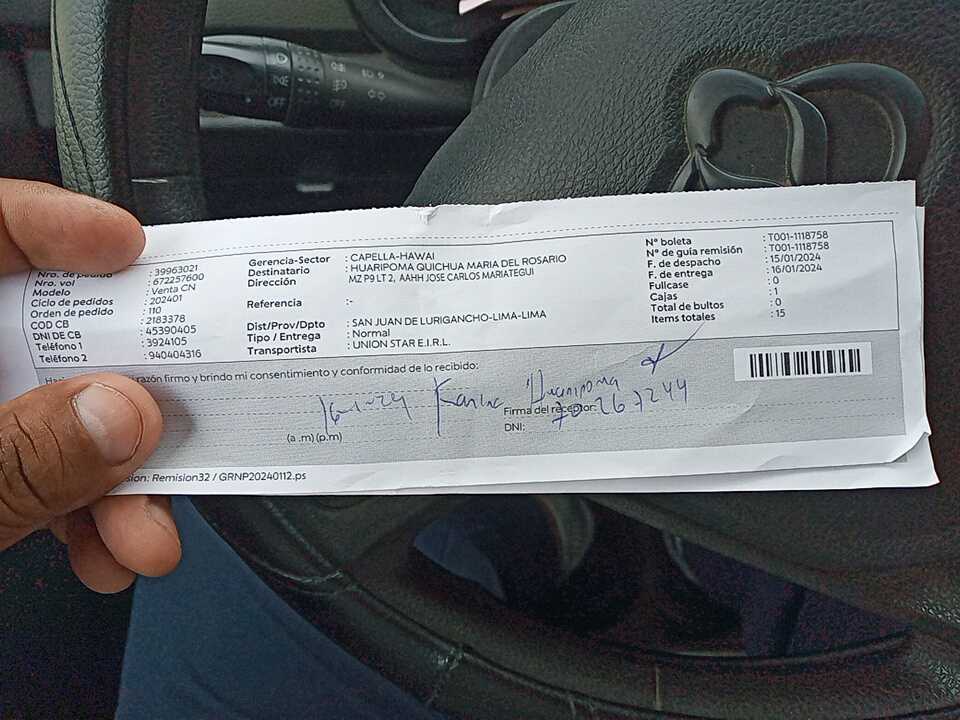 Nro. de pedido : 39963021
Nro. vol : 672257600
Modelo : Venta CN
Ciclo de pedidos : 202401
Orden de pedido : 110
COD CB : 2183378
DNI DE CB : 45390405
Teléfono 1 : 3924105
Teléfono 2 : 940404316
Gerencia-Sector : CAPELLA-HAWAI
Destinatario : HUARIPOMA QUICHUA MARIA DEL ROSARIO
Dirección MZ P9 LT 2, AAHH JOSE CARLOS MARIATEGUI
Referencia :-
Dist/Prov/Dpto : SAN JUAN DE LURIGANCHO-LIMA-LIMA
Tipo / Entrega : Normal
Transportista : UNION STAR E.I.R.L.
N° boleta : T001-1118758
N° de guía remisión : T001-1118758
F. de despacho : 15/01/2024
F. de entrega : 16/01/2024
Fullcase : 0
Cajas : 1
Total de bultos : 0
Items totales : 15
razón firmo y brindo mi consentimiento y conformidad de lo recibido:
16-1-24 Karina Huaripoma
Firma del receptor:
(a .m) (p.m)
DNI: 70267244
sion: Remision32 / GRNP20240112.ps
OFF
OFF